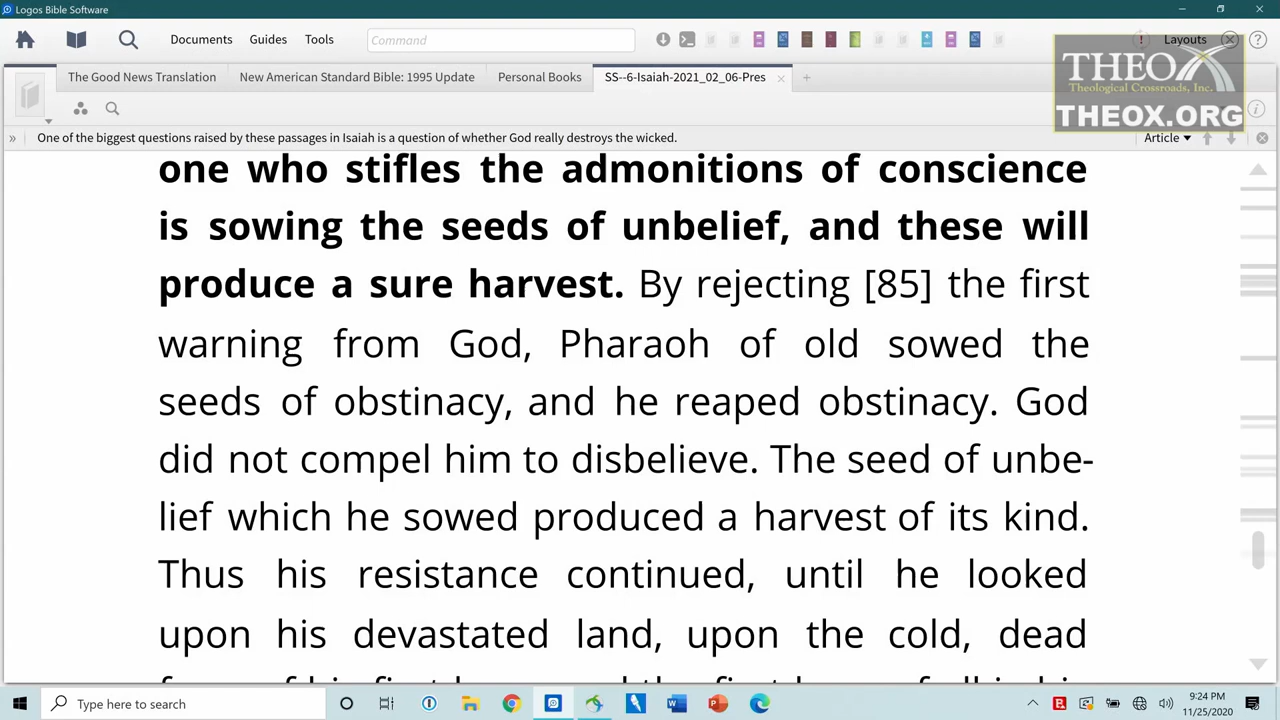 Logos Bible Software
Documents Guides Tools Command Layouts
THEOX
Theological Crossroads, Inc.
THEOX.ORG
The Good News Translation New American Standard Bible: 1995 Update Personal Books SS--6-Isaiah-2021_02_06-Pres
One of the biggest questions raised by these passages in Isaiah is a question of whether God really destroys the wicked. Article
one who stifles the admonitions of conscience
is sowing the seeds of unbelief, and these will
produce a sure harvest. By rejecting [85] the first
warning from God, Pharaoh of old sowed the
seeds of obstinacy, and he reaped obstinacy. God
did not compel him to disbelieve. The seed of unbe-
lief which he sowed produced a harvest of its kind.
Thus his resistance continued, until he looked
upon his devastated land, upon the cold, dead
Type here to search
9:24 PM
11/25/2020